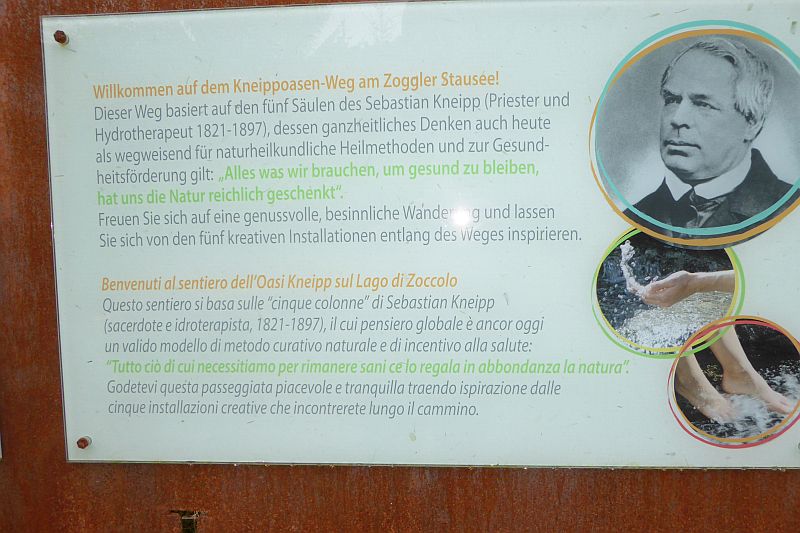 Willkommen auf dem Kneippoasen-Weg am Zoggler Stausee!
Dieser Weg basiert auf den fünf Säulen des Sebastian Kneipp (Priester und
Hydrotherapeut 1821-1897), dessen ganzheitliches Denken auch heute
als wegweisend für naturheilkundliche Heilmethoden und zur Gesund-
heitsförderung gilt: „Alles was wir brauchen, um gesund zu bleiben,
hat uns die Natur reichlich geschenkt“.
Freuen Sie sich auf eine genussvolle, besinnliche Wanderung und lassen
Sie sich von den fünf kreativen Installationen entlang des Weges inspirieren.
Benvenuti al sentiero dell'Oasi Kneipp sul Lago di Zoccolo
Questo sentiero si basa sulle "cinque colonne" di Sebastian Kneipp
(sacerdote e idroterapista, 1821-1897), il cui pensiero globale è ancor oggi
un valido modello di metodo curativo naturale e di incentivo alla salute:
"Tutto ciò di cui necessitiamo per rimanere sani ce lo regala in abbondanza la natura".
Godetevi questa passeggiata piacevole e tranquilla traendo ispirazione dalle
cinque installazioni creative che incontrerete lungo il cammino.